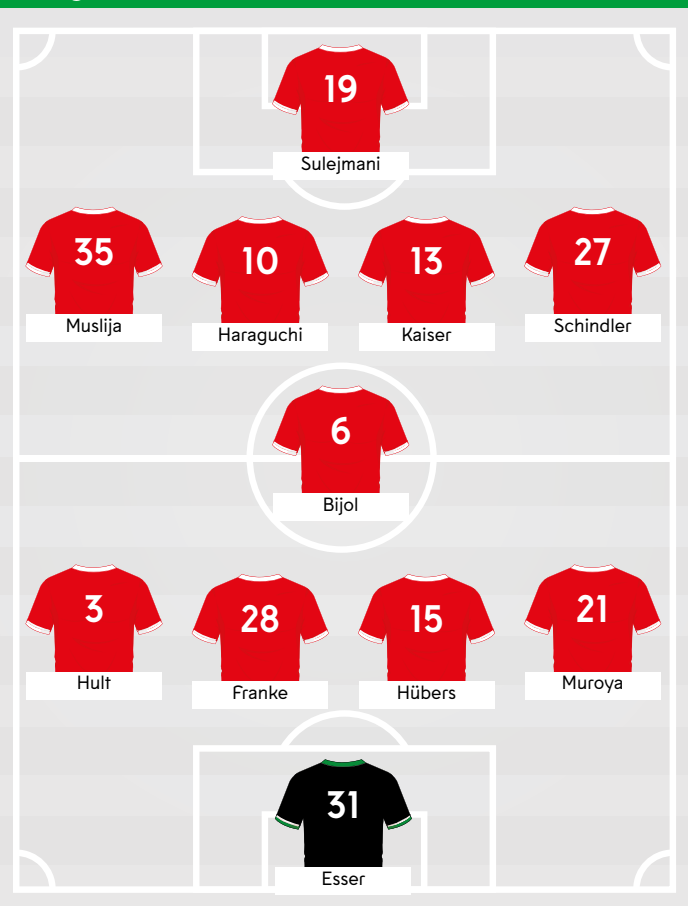 19
Sulejmani
35
10
13
27
Muslija
Haraguchi
Kaiser
Schindler
6
Bijol
3
28
15
21
Hult
Franke
Hübers
Muroya
31
Esser